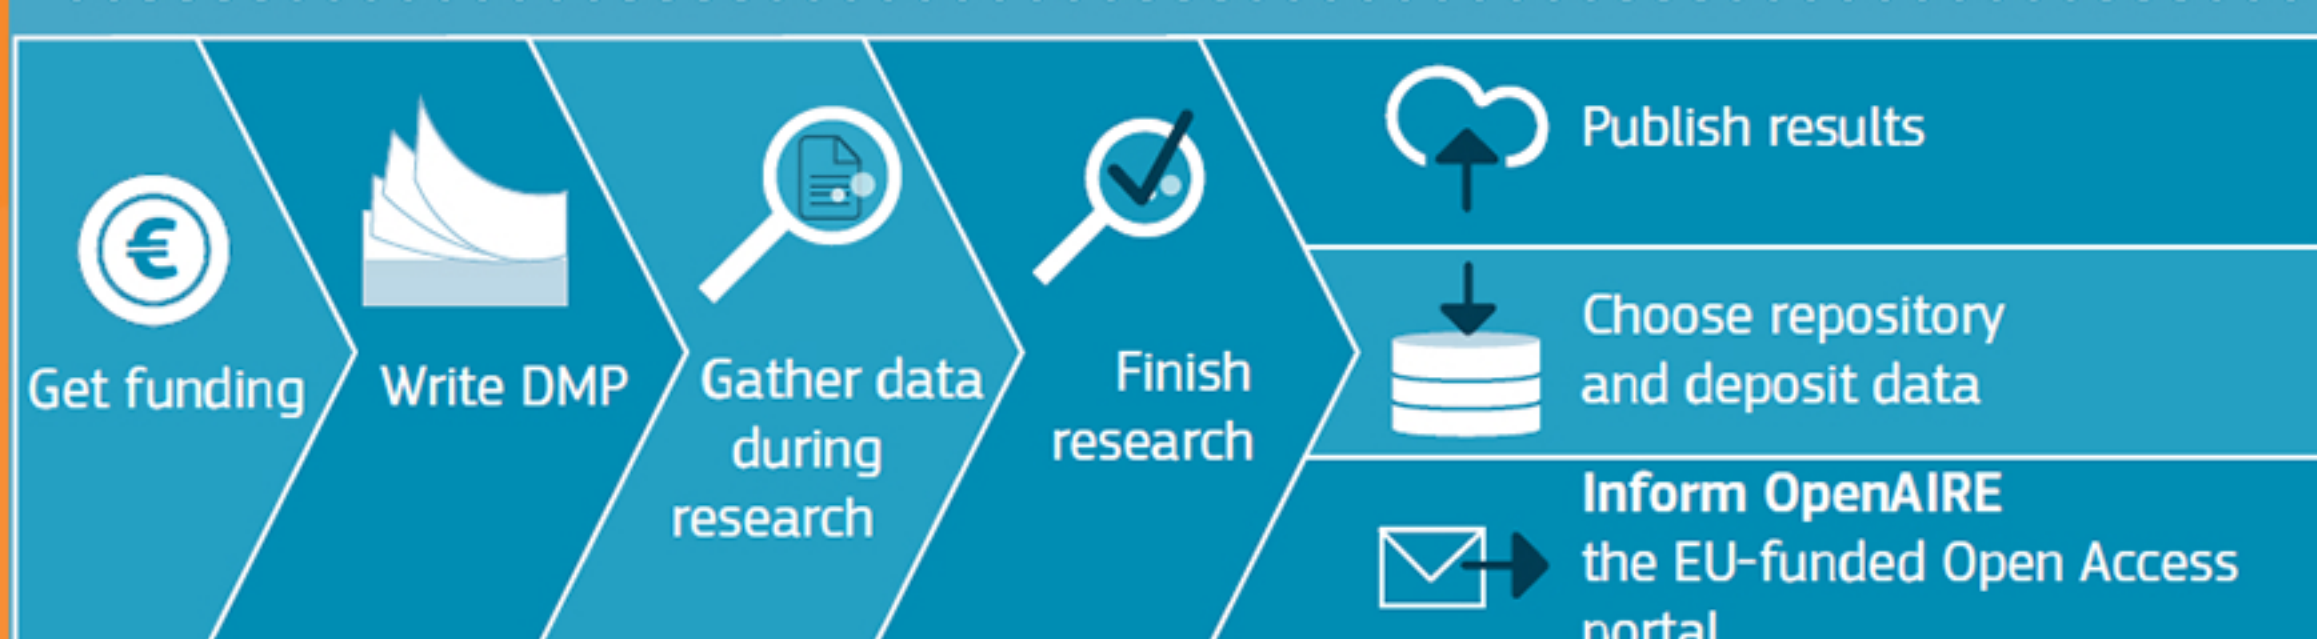 Get funding
Write DMP
Gather data
during
research
Finish
research
Publish results
Choose repository
and deposit data
Inform OpenAIRE
the EU-funded Open Access
portal